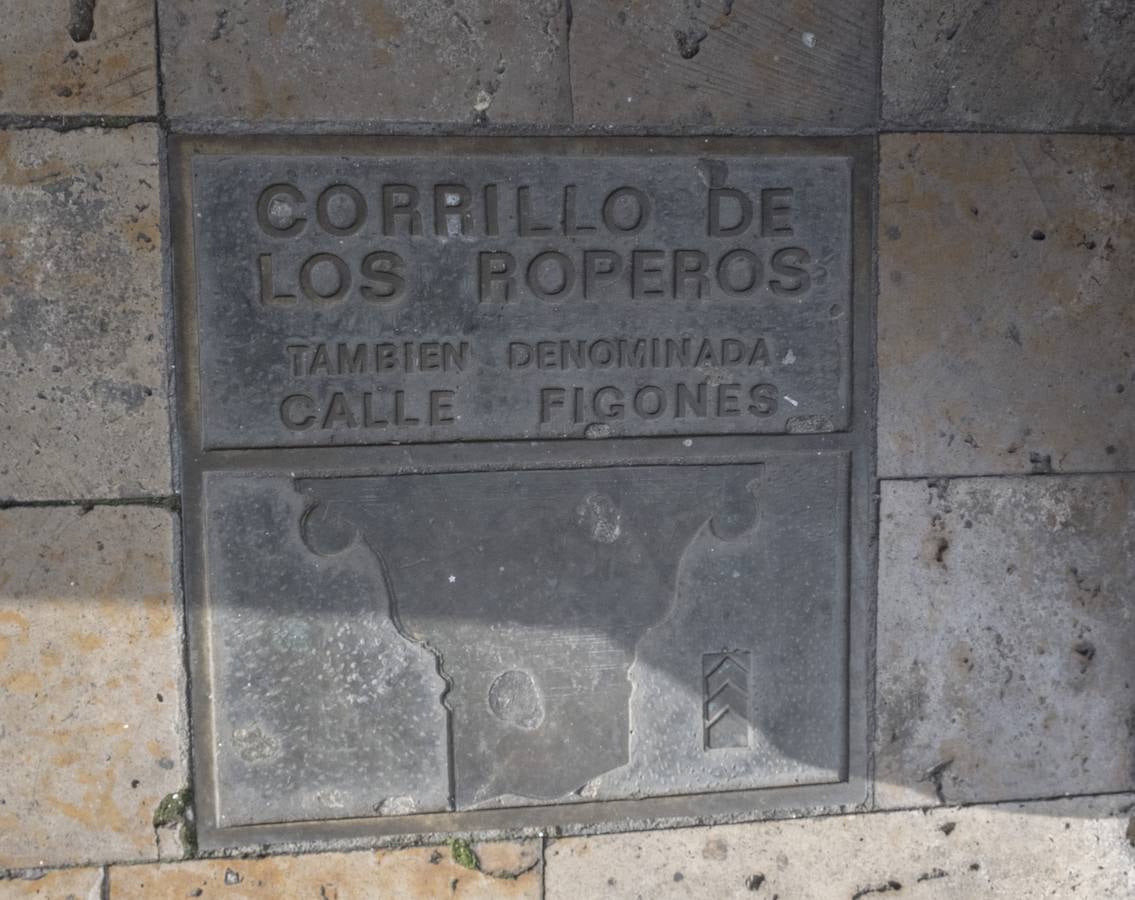 CORRILLO DE
LOS ROPEROS
TAMBIEN DENOMINADA
CALLE FIGONES